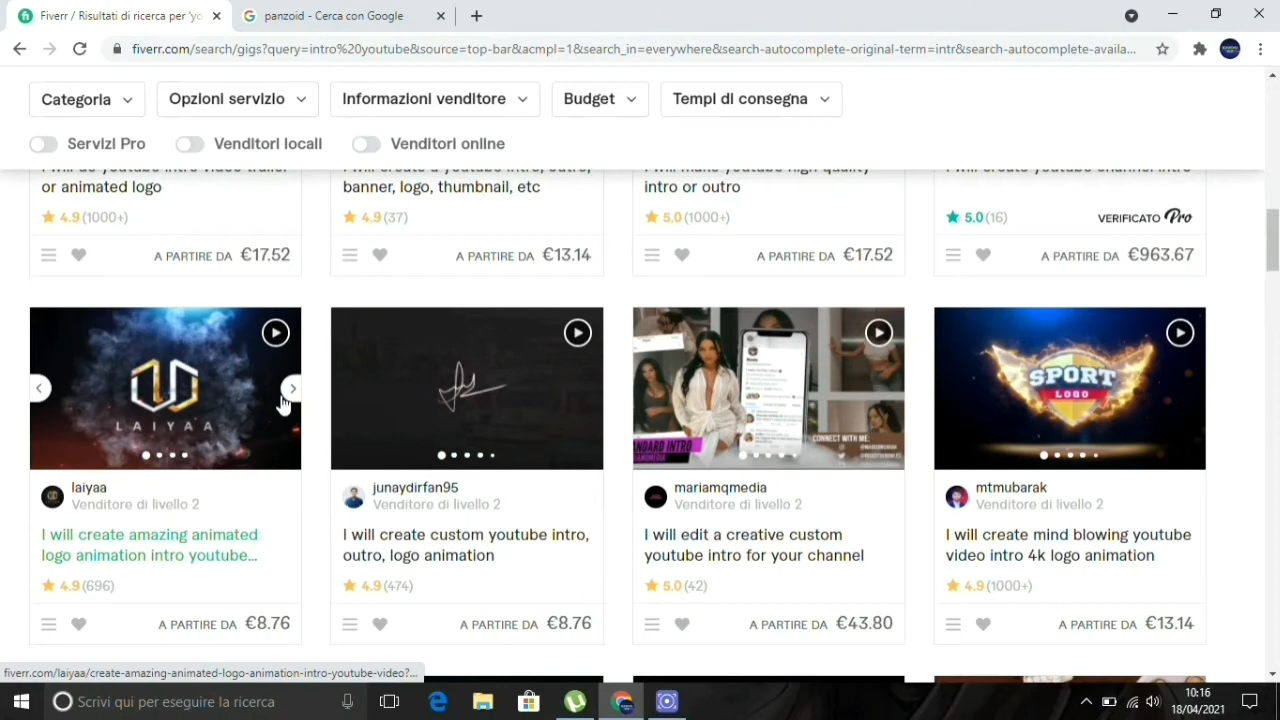 Fiverr / Risultati di ricerca per 'yo
panzoid - Cerca con Google
fiverr.com/search/gigs?query=intro%20youtube&source=top-bar&acmpl=1&search_in=everywhere&search-autocomplete-original-term=intr&search-autocomplete-availa...
Categoria
Opzioni servizio
Informazioni venditore
Budget
Tempi di consegna
Servizi Pro
Venditori locali
Venditori online
or animated logo
banner, logo, thumbnail, etc
intro or outro
4.9 (1000+)
4.9 (37)
5.0 (1000+)
5.0 (16)
VERIFICATO Pro
A PARTIRE DA €17.52
A PARTIRE DA €13.14
A PARTIRE DA €17.52
A PARTIRE DA €963.67
LAIYAA
NDARD INTRO
CONNECT WITH ME:
SPORT
LOGO
laiyaa
Venditore di livello 2
I will create amazing animated
logo animation intro youtube...
4.9 (696)
A PARTIRE DA €8.76
junaydirfan95
Venditore di livello 2
I will create custom youtube intro,
outro, logo animation
4.9 (474)
A PARTIRE DA €8.76
mariamqmedia
Venditore di livello 2
I will edit a creative custom
youtube intro for your channel
5.0 (42)
A PARTIRE DA €43.80
mtmubarak
Venditore di livello 2
I will create mind blowing youtube
video intro 4k logo animation
4.9 (1000+)
A PARTIRE DA €13.14
fiverr.com/laiyaa/create-amazing-animated-logo-animation-intro-youtube-video?...
Scrivi qui per eseguire la ricerca
10:16
18/04/2021